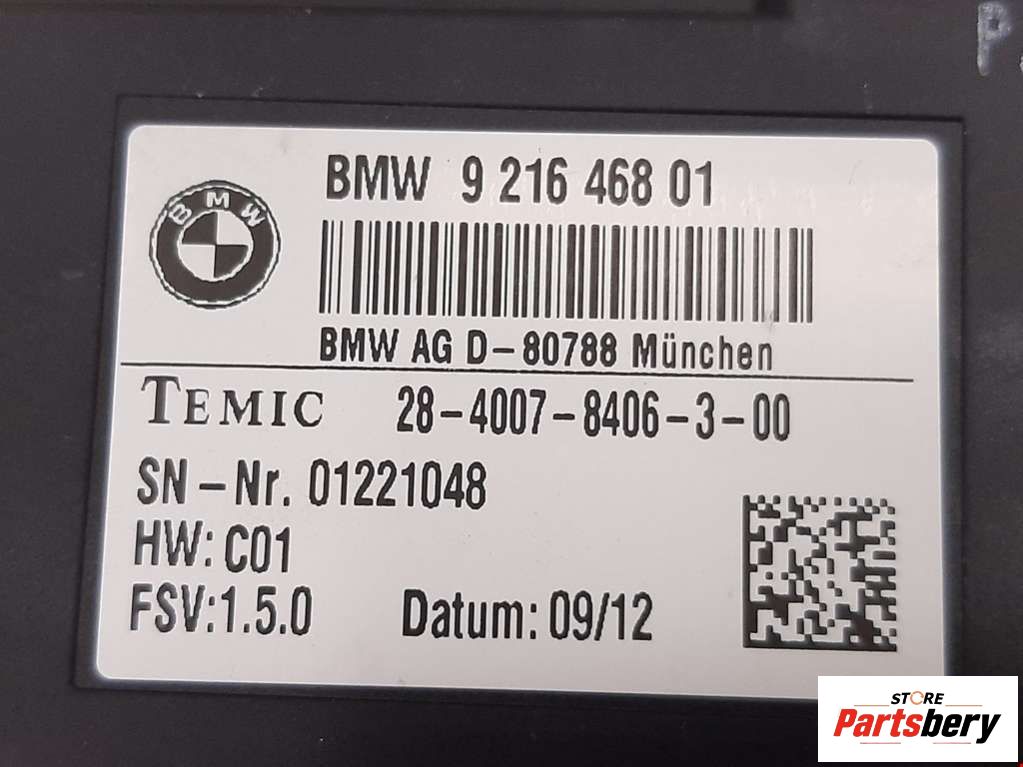 P
BMW 9 216 468 01
BMW
BMW AG D-80788 München
TEMIC 28-4007-8406-3-00
SN-Nr. 01221048
HW: C01
FSV:1.5.0 Datum: 09/12
STORE
Partsbery